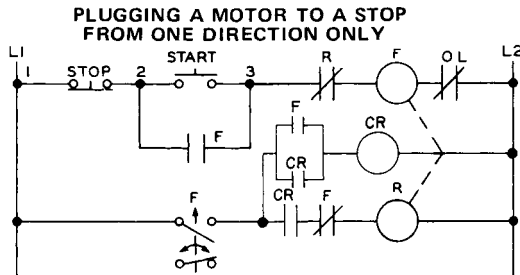 PLUGGING A MOTOR TO A STOP
FROM ONE DIRECTION ONLY
L1 L2
START R F OL
1 STOP 2 3
F F CR
CR
F CR F R